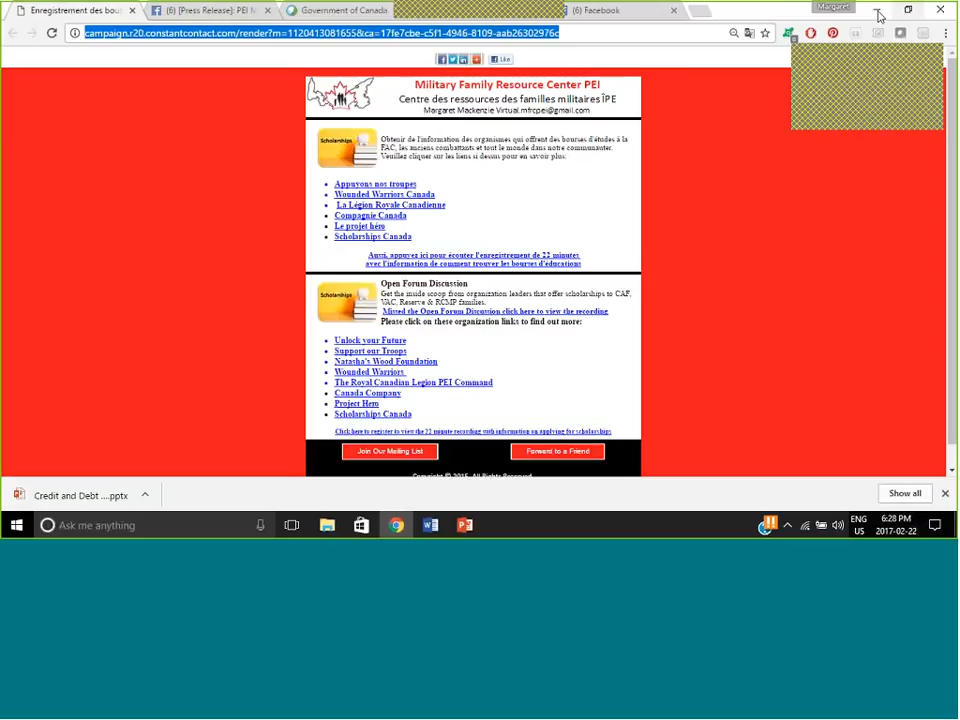 Enregistrement des bou
(6) [Press Release]: PEI M
Government of Canada
(6) Facebook
Margaret
campaign.r20.constantcontact.com/render?m=1120413081655&ca=17fe7cbe-c5f1-4946-8109-aab26302976c
Like
Military Family Resource Center PEI
Centre des ressources des familles militaires ÎPE
Margaret Mackenzie Virtual.mfrcpei@gmail.com
Scholarships
Obtenir de l'information des organismes qui offrent des bourses d'études à la
FAC, les anciens combattants et tout le monde dans notre communauter.
Veuillez cliquer sur les liens si dessus pour en savoir plus:
Appuyons nos troupes
Wounded Warriors Canada
La Légion Royale Canadienne
Compagnie Canada
Le projet héro
Scholarships Canada
Aussi, appuyez ici pour écouter l'enregistrement de 22 minutes
avec l'information de comment trouver les bourses d'éducations
Scholarships
Open Forum Discussion
Get the inside scoop from organization leaders that offer scholarships to CAF,
VAC, Reserve & RCMP families.
Missed the Open Forum Discussion click here to view the recording
Please click on these organization links to find out more:
Unlock your Future
Support our Troops
Natasha's Wood Foundation
Wounded Warriors
The Royal Canadian Legion PEI Command
Canada Company
Project Hero
Scholarships Canada
Click here to register to view the 22 minute recording with information on applying for scholarships
Join Our Mailing List
Forward to a Friend
Copyright © 2015. All Rights Reserved.
Credit and Debt ....pptx
Show all
Ask me anything
ENG
US
6:28 PM
2017-02-22